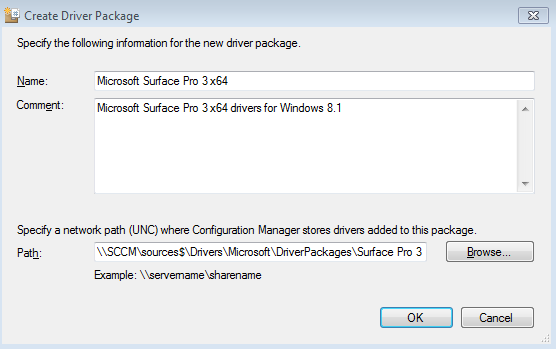 Create Driver Package
Specify the following information for the new driver package.
Name: Microsoft Surface Pro 3 x64
Comment: Microsoft Surface Pro 3 x64 drivers for Windows 8.1
Specify a network path (UNC) where Configuration Manager stores drivers added to this package.
Path: \\SCCM\sources$\Drivers\Microsoft\DriverPackages\Surface Pro 3 Browse...
Example: \\servername\sharename
OK Cancel